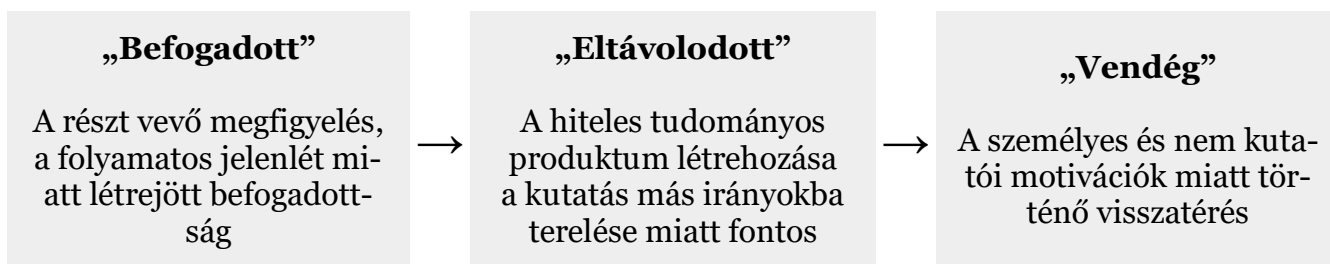 „Befogadott”
A részt vevő megfigyelés,
a folyamatos jelenlét mi-
att létrejött befogadott-
ság
→
„Eltávolodott”
A hiteles tudományos
produktum létrehozása
a kutatás más irányokba
terelése miatt fontos
→
„Vendég”
A személyes és nem kuta-
tói motivációk miatt tör-
ténő visszatérés